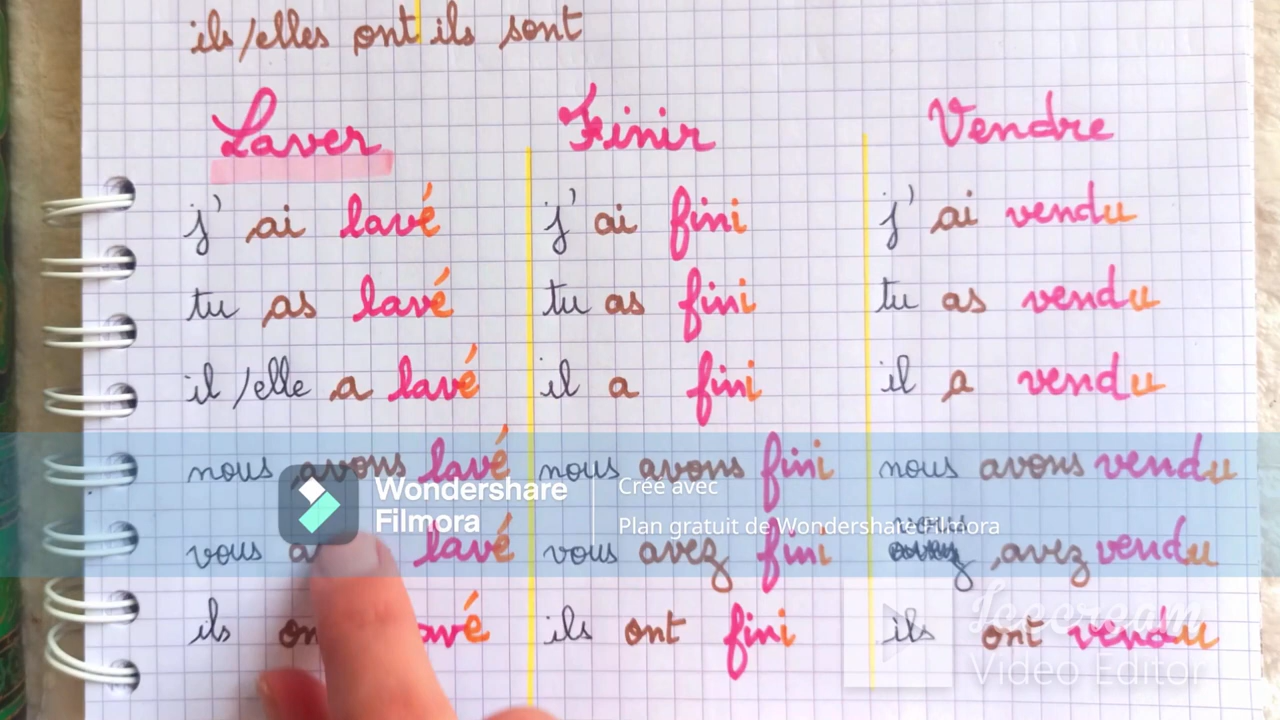 ils/elles ont ils sont
Laver Finir Vendre
j'ai lavé j'ai fini j'ai vendu
tu as lavé tu as fini tu as vendu
il/elle a lavé il a fini il a vendu
nous avons lavé nous avons fini nous avons vendu
Wondershare Filmora
Créé avec
Plan gratuit de Wondershare Filmora
vous
vous lavé vous avez fini avez vendu
ils ils ont fini ils ont vendu
Icecream
Video Editor